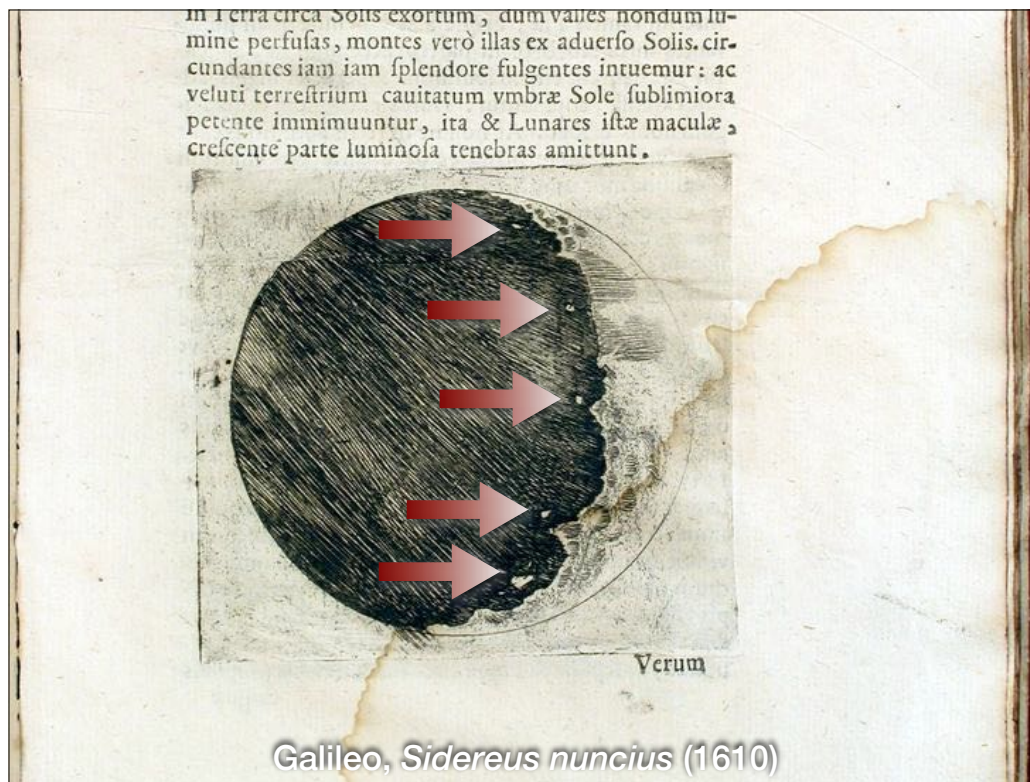 in Terra circa Solis exortum, dum valles nondum lu-
mine perfuſas, montes verò illas ex aduerſo Solis. cir-
cundantes iam iam ſplendore fulgentes intuemur: ac
veluti terreſtrium cauitatum vmbræ Sole ſublimiora
petente imminuuntur, ita & Lunares iſtæ maculæ,
creſcente parte luminoſa tenebras amittunt.
Verum
Galileo, Sidereus nuncius (1610)